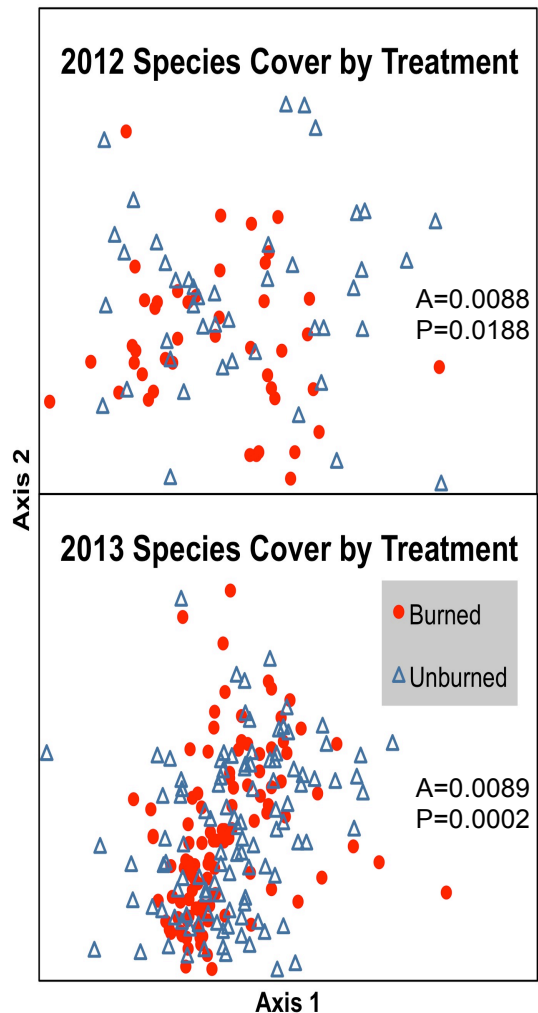 2012 Species Cover by Treatment
A=0.0088
P=0.0188
Axis 2
2013 Species Cover by Treatment
Burned
Unburned
A=0.0089
P=0.0002
Axis 1